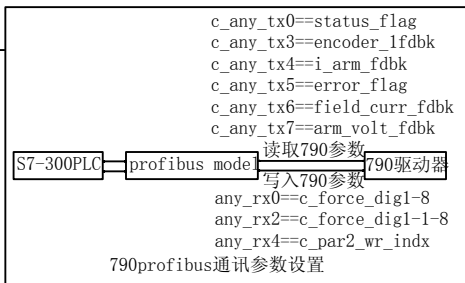 c_any_tx0==status_flag
c_any_tx3==encoder_1fdbk
c_any_tx4==i_arm_fdbk
c_any_tx5==error_flag
c_any_tx6==field_curr_fdbk
c_any_tx7==arm_volt_fdbk
读取790参数
S7-300PLC profibus model 790驱动器
写入790参数
any_rx0==c_force_dig1-8
any_rx2==c_force_dig1-1-8
any_rx4==c_par2_wr_indx
790profibus通讯参数设置